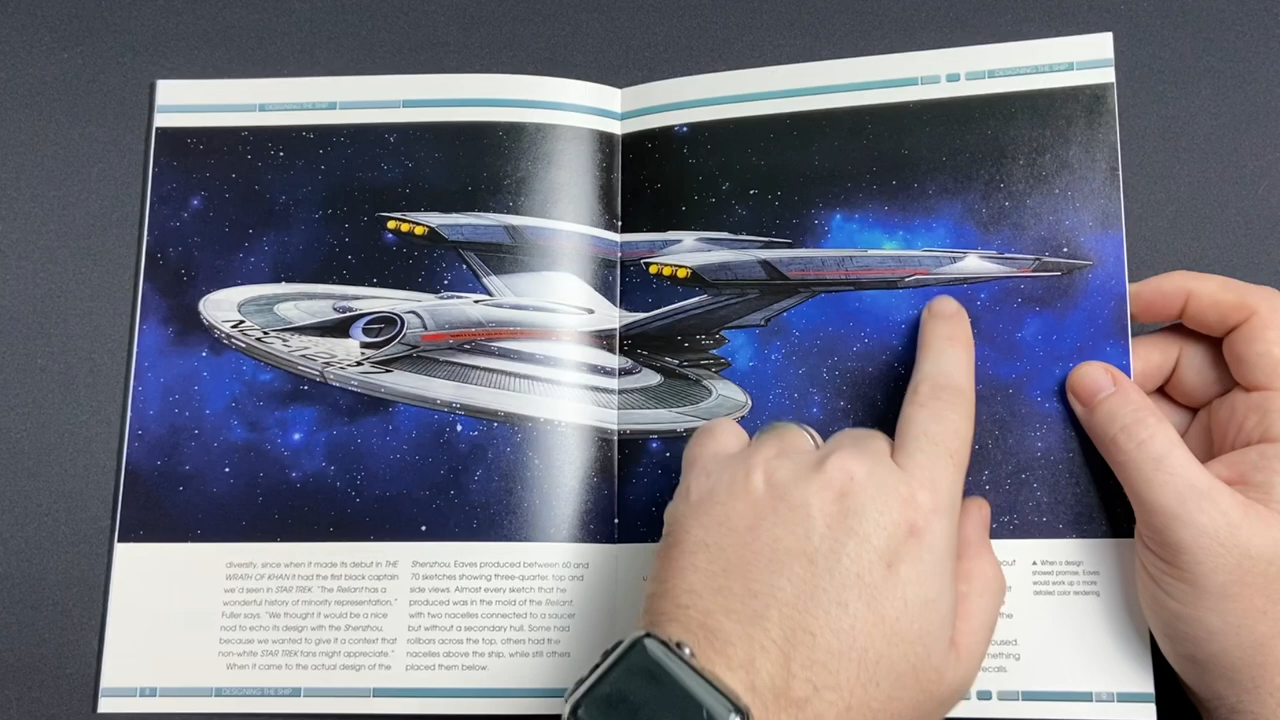 DESIGNING THE SHIP
DESIGNING THE SHIP
diversity, since when it made its debut in THE
WRATH OF KHAN it had the first black captain
we'd seen in STAR TREK. "The Reliant has a
wonderful history of minority representation,"
Fuller says. "We thought it would be a nice
nod to echo its design with the Shenzhou,
because we wanted to give it a context that
non-white STAR TREK fans might appreciate."
When it came to the actual design of the
Shenzhou, Eaves produced between 60 and
70 sketches showing three-quarter, top and
side views. Almost every sketch that he
produced was in the mold of the Reliant,
with two nacelles connected to a saucer
but without a secondary hull. Some had
rollbars across the top, others had the
nacelles above the ship, while still others
placed them below.
▲ When a design
showed promise, Eaves
would work up a more
detailed color rendering.
8 DESIGNING THE SHIP